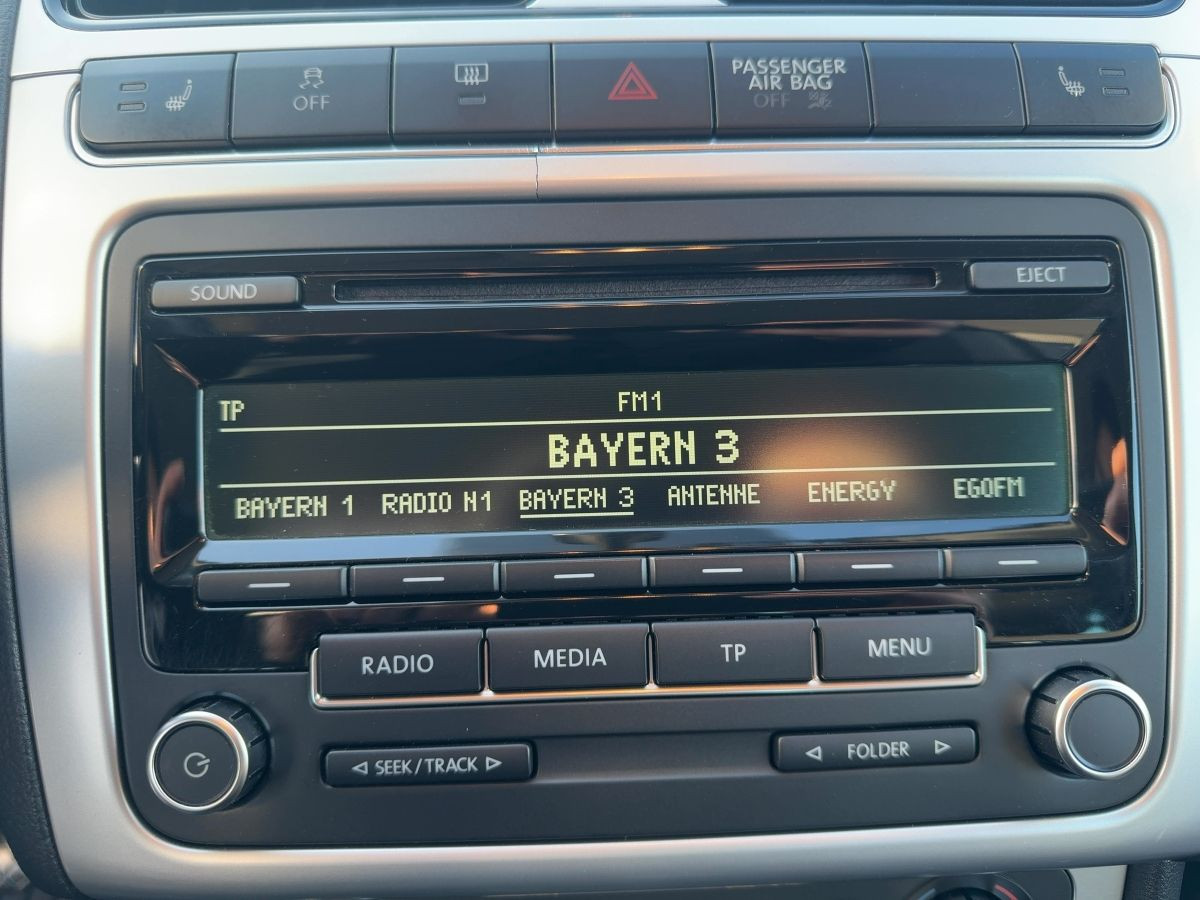 OFF
PASSENGER
AIR BAG
OFF
SOUND
EJECT
TP
FM1
BAYERN 3
BAYERN 1 RADIO N1 BAYERN 3 ANTENNE ENERGY EGOFM
RADIO MEDIA TP MENU
SEEK/TRACK
FOLDER